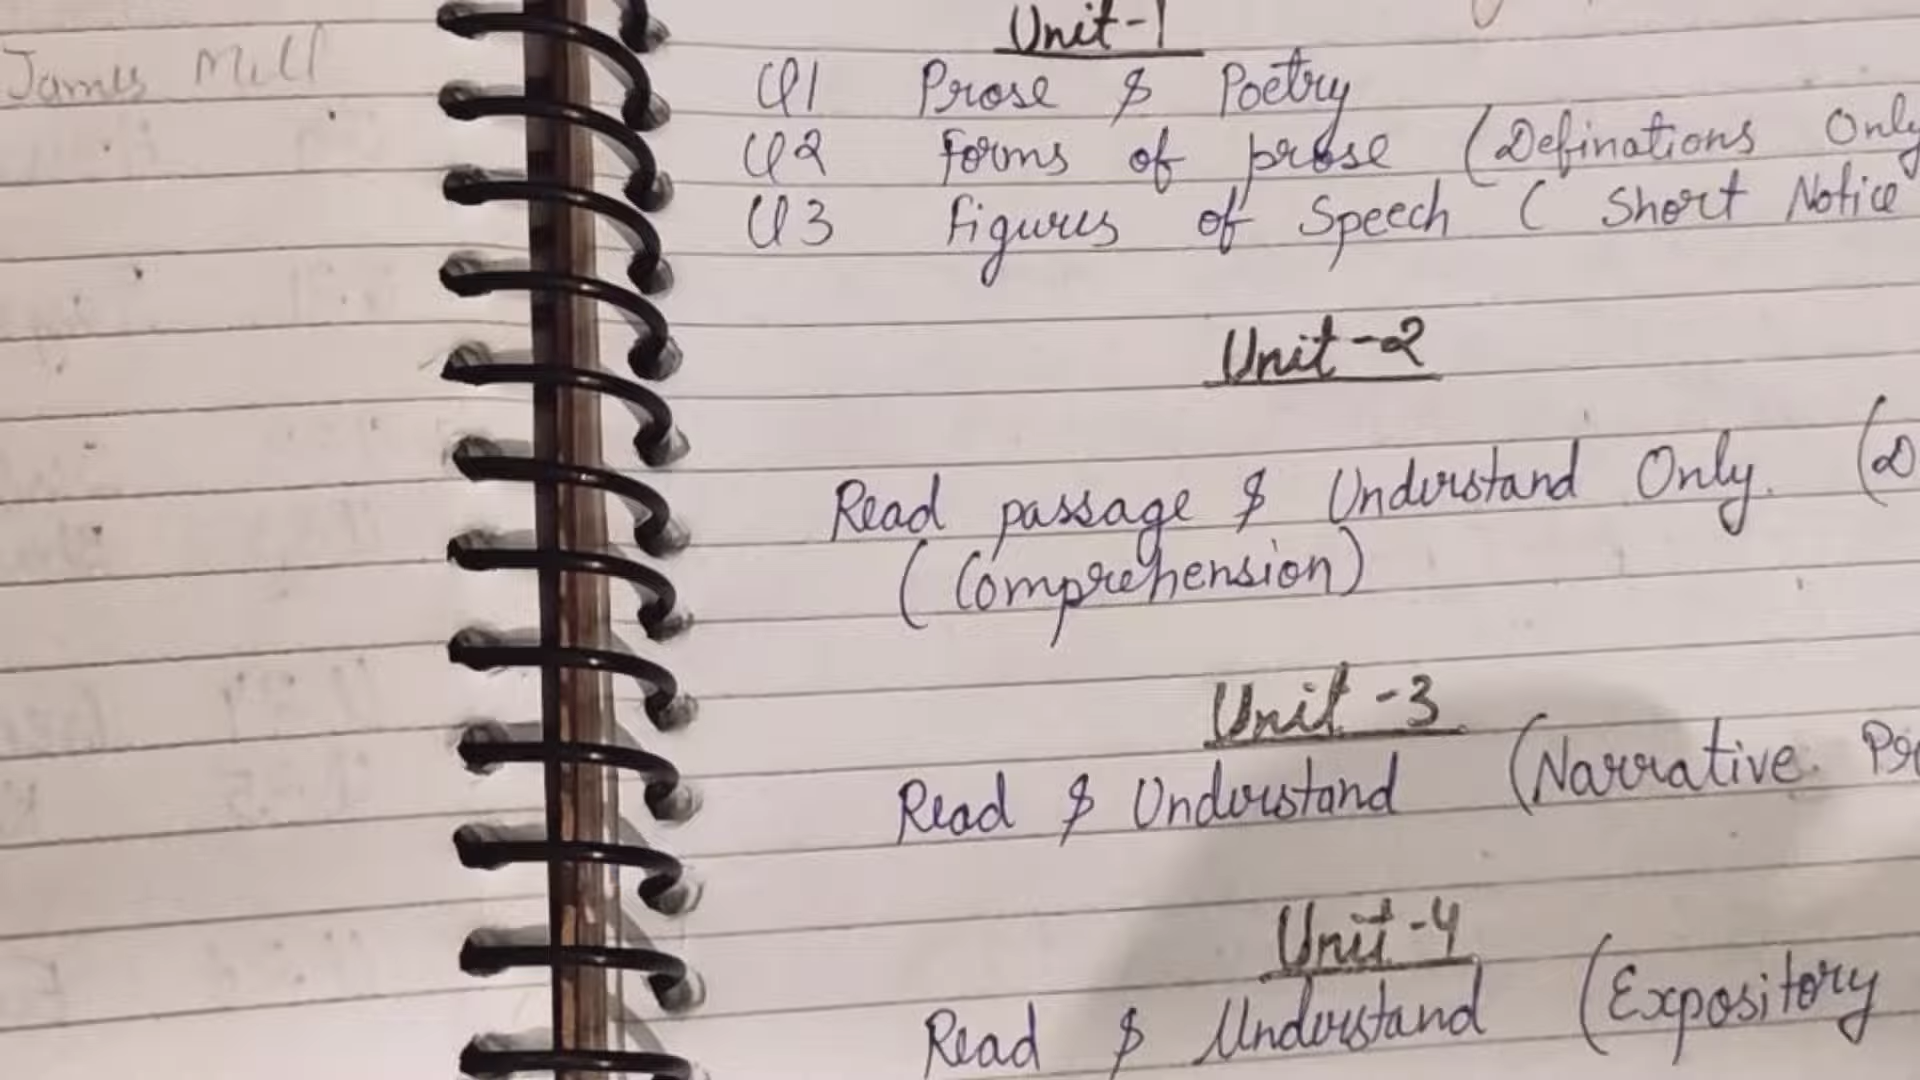 James Mill
Unit-1
Q1 Prose & Poetry
Q2 forms of prose (Definations Only
Q3 figures of Speech ( Short Notice
Unit-2
Read passage & Understand Only. (D
(Comprehension)
Unit-3
Read & Understand (Narrative
Unit-4
Read & Understand (Expository